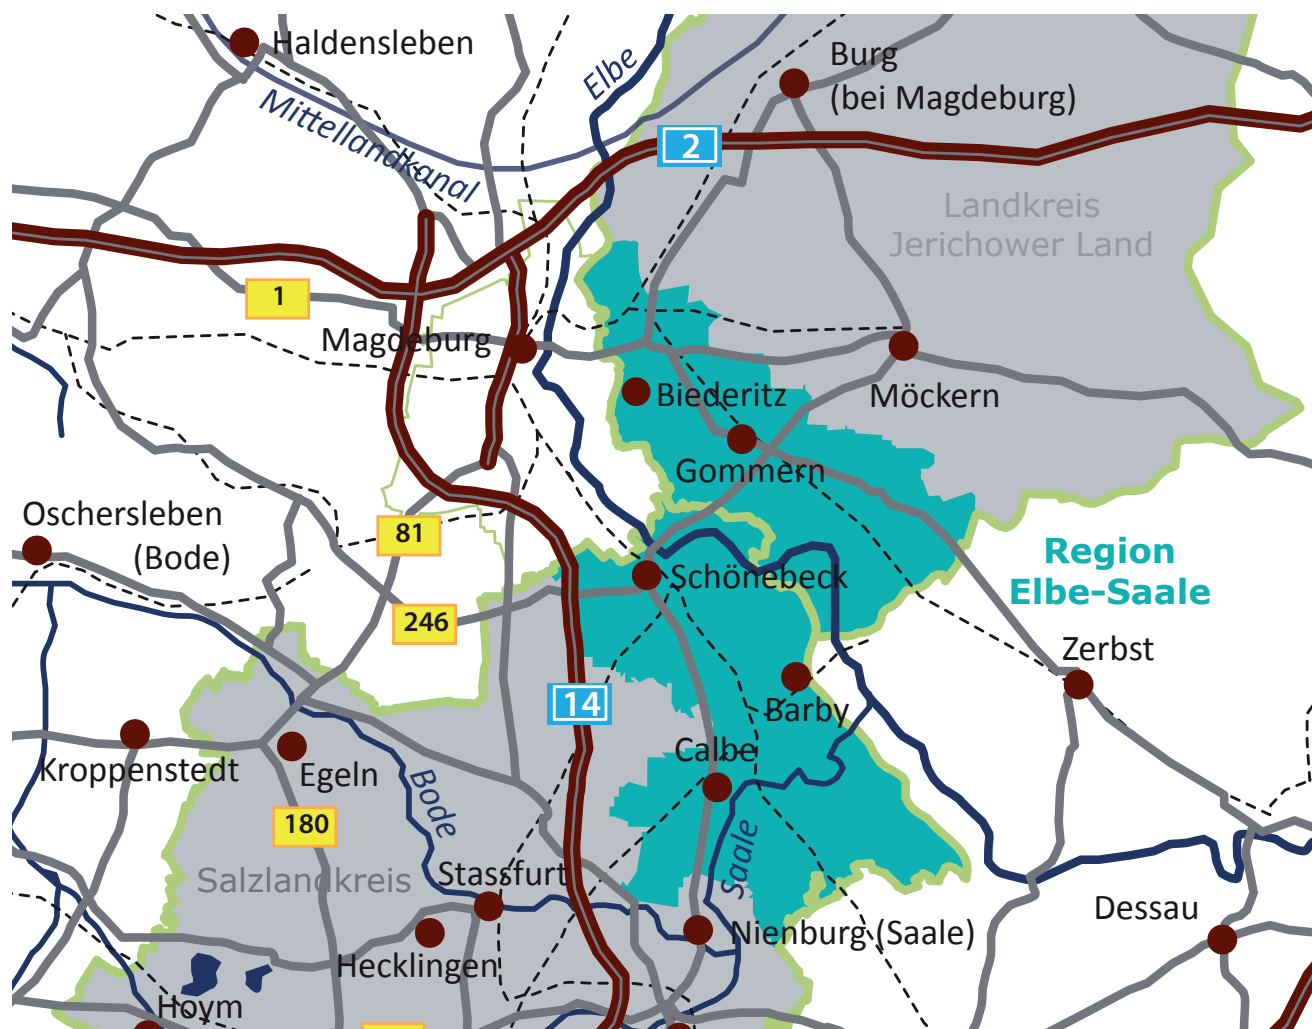 Haldensleben
Elbe
Burg
(bei Magdeburg)
Mittellandkanal
2
Landkreis
Jerichower Land
1
Magdeburg
Biederitz
Möckern
Gommern
Oschersleben
(Bode)
81
Schönebeck
Region
Elbe-Saale
246
Zerbst
14
Barby
Calbe
Kroppenstedt
Egeln
Bode
180
Saale
Salzlandkreis
Stassfurt
Dessau
Nienburg (Saale)
Hecklingen
Hoym